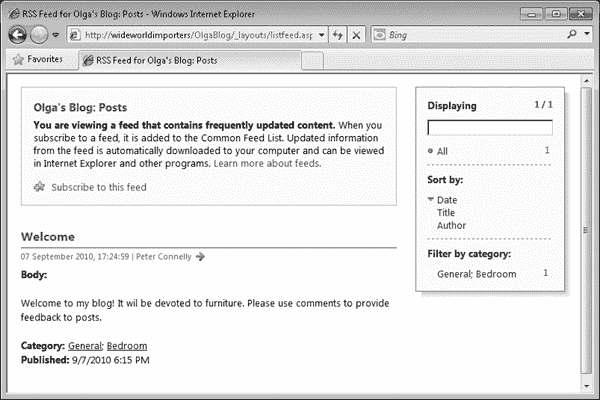 RSS Feed for Olga's Blog: Posts - Windows Internet Explorer
http://wideworldimporters/OlgaBlog/_layouts/listfeed.asp
Bing
Favorites
RSS Feed for Olga's Blog: Posts
Olga's Blog: Posts
You are viewing a feed that contains frequently updated content. When you
subscribe to a feed, it is added to the Common Feed List. Updated information
from the feed is automatically downloaded to your computer and can be viewed
in Internet Explorer and other programs. Learn more about feeds.
Subscribe to this feed
Welcome
07 September 2010, 17:24:59 | Peter Connelly
Body:
Welcome to my blog! It wil be devoted to furniture. Please use comments to provide
feedback to posts.
Category: General; Bedroom
Published: 9/7/2010 6:15 PM
Displaying 1 / 1
All 1
Sort by:
Date
Title
Author
Filter by category:
General; Bedroom 1